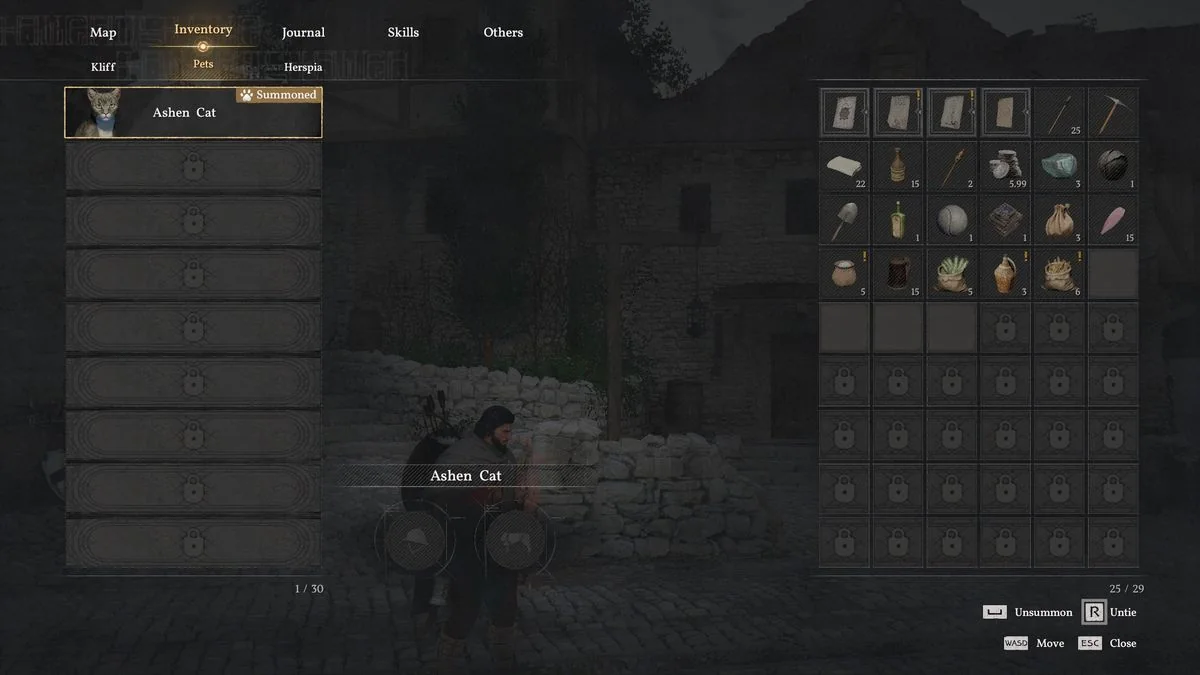 Map Inventory Journal Skills Others
Kliff Pets Herspia
Summoned
Ashen Cat
25
22 15 2 5.99 3 1
1 1 1 3 15
5 15 5 3 6
Ashen Cat
1 / 30
25 / 29
Unsummon R Untie
WASD Move ESC Close